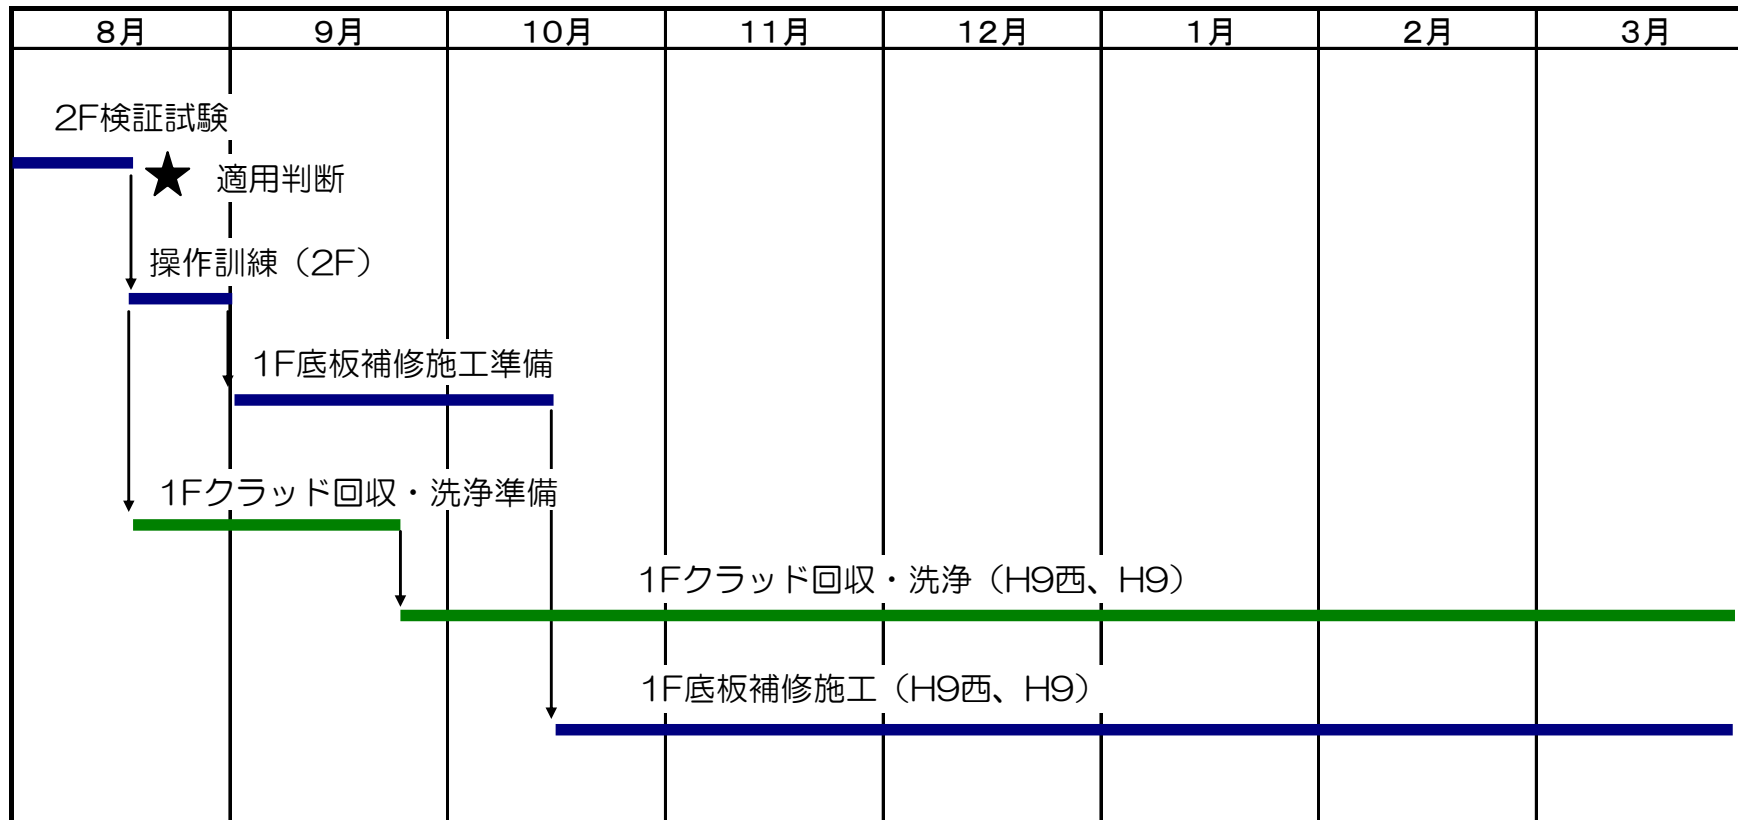 8月 9月 10月 11月 12月 1月 2月 3月
2F検証試験
★ 適用判断
操作訓練（2F）
1F底板補修施工準備
1Fクラッド回収・洗浄準備
1Fクラッド回収・洗浄（H9西、H9）
1F底板補修施工（H9西、H9）